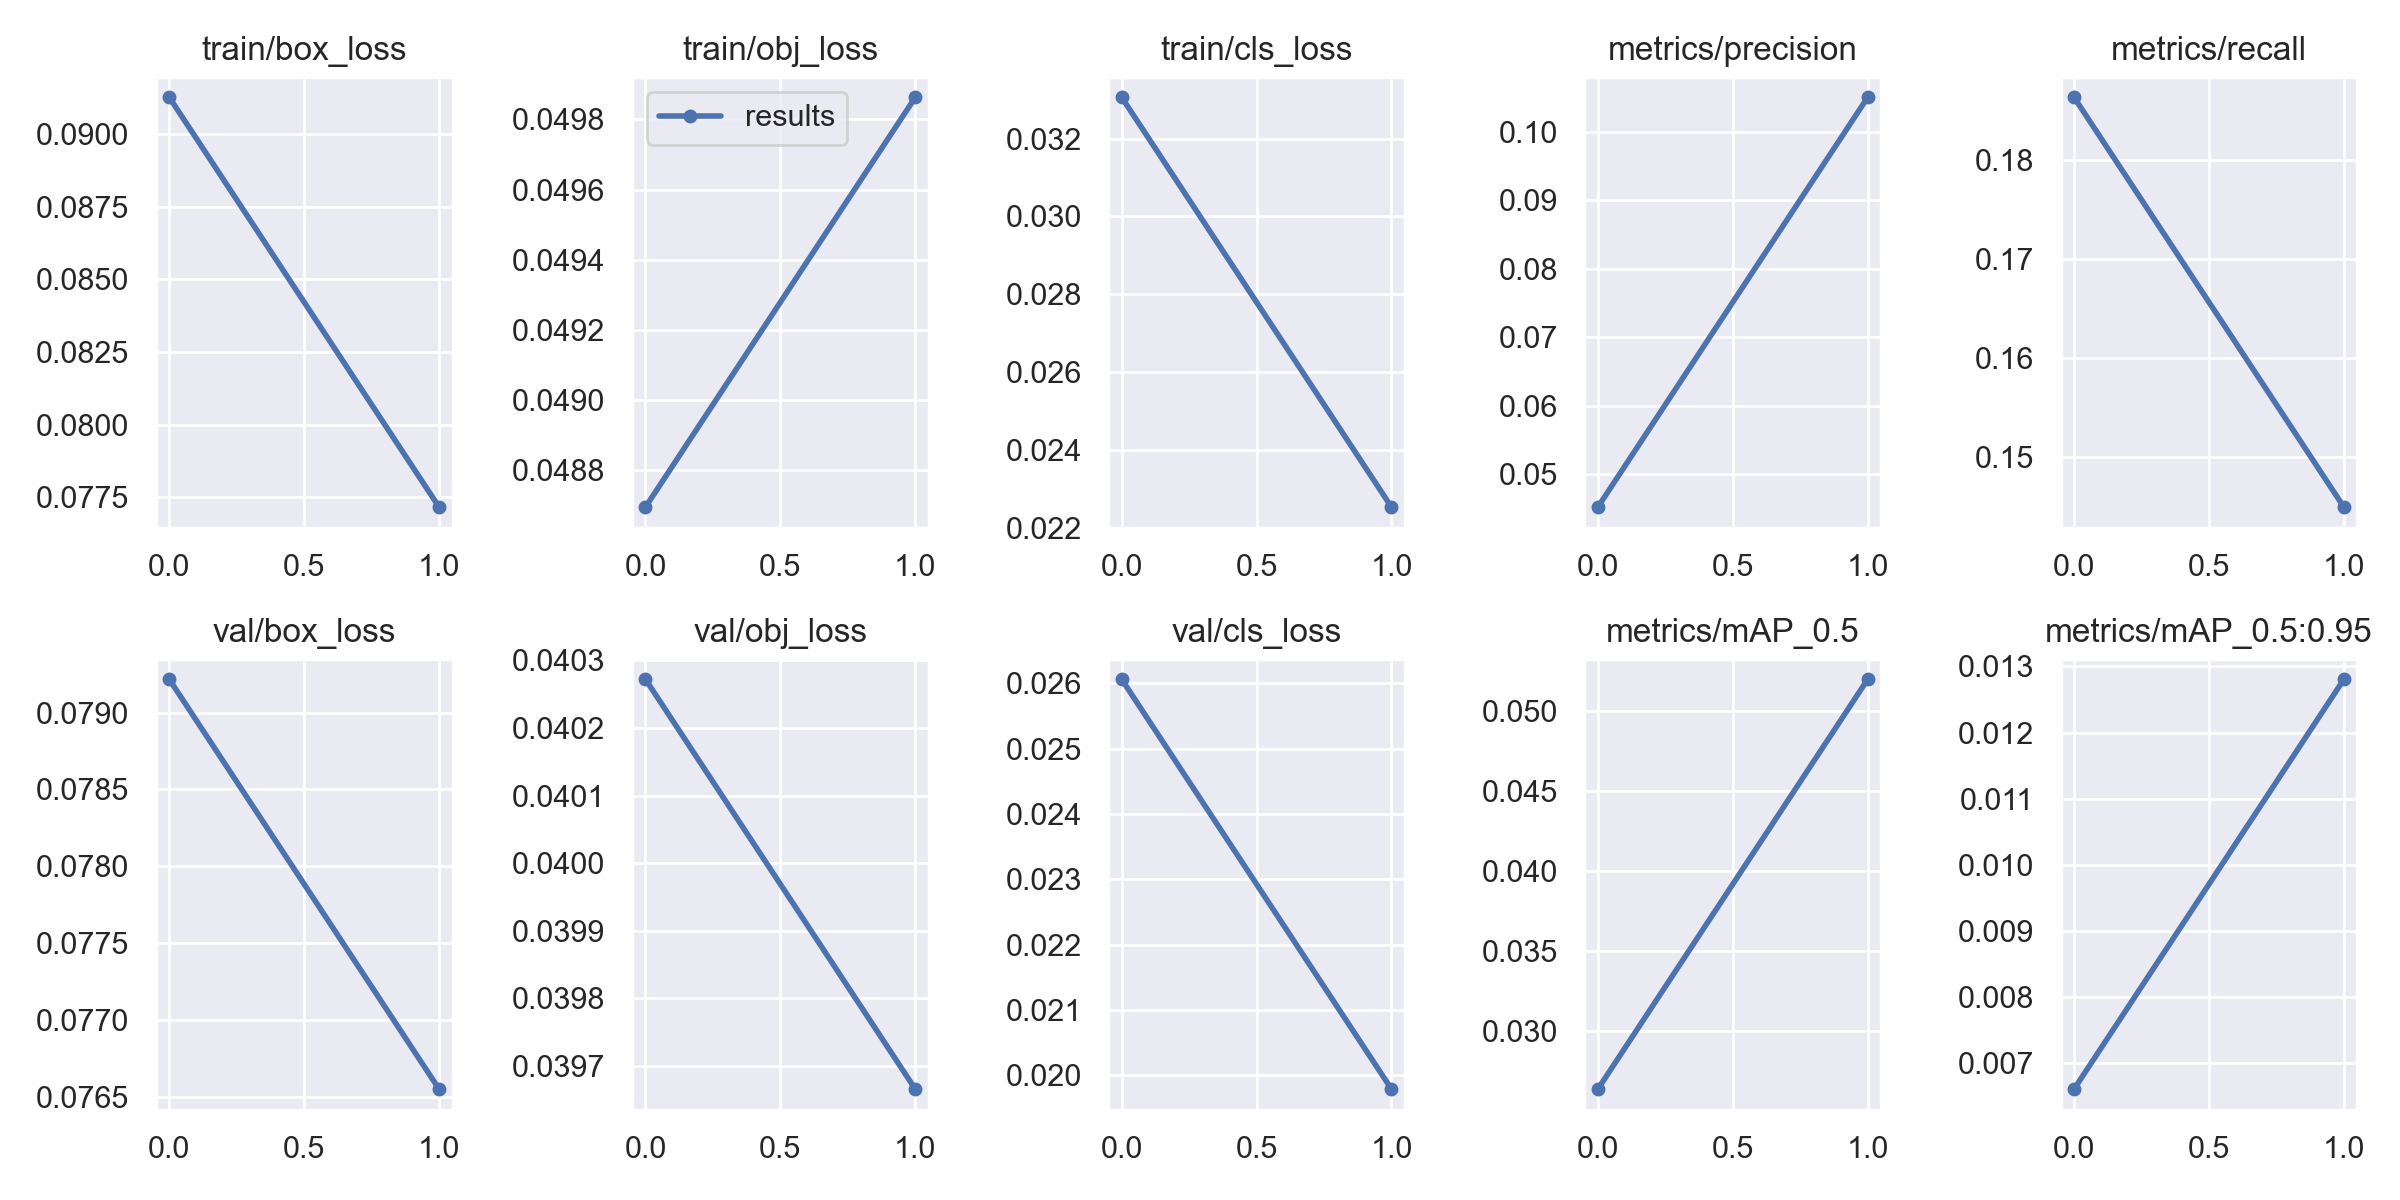 train/box_loss
0.0900
0.0875
0.0850
0.0825
0.0800
0.0775
0.0 0.5 1.0
train/obj_loss
results
0.0498
0.0496
0.0494
0.0492
0.0490
0.0488
0.0 0.5 1.0
train/cls_loss
0.032
0.030
0.028
0.026
0.024
0.022
0.0 0.5 1.0
metrics/precision
0.10
0.09
0.08
0.07
0.06
0.05
0.0 0.5 1.0
metrics/recall
0.18
0.17
0.16
0.15
0.0 0.5 1.0
val/box_loss
0.0790
0.0785
0.0780
0.0775
0.0770
0.0765
0.0 0.5 1.0
val/obj_loss
0.0403
0.0402
0.0401
0.0400
0.0399
0.0398
0.0397
0.0 0.5 1.0
val/cls_loss
0.026
0.025
0.024
0.023
0.022
0.021
0.020
0.0 0.5 1.0
metrics/mAP_0.5
0.050
0.045
0.040
0.035
0.030
0.0 0.5 1.0
metrics/mAP_0.5:0.95
0.013
0.012
0.011
0.010
0.009
0.008
0.007
0.0 0.5 1.0